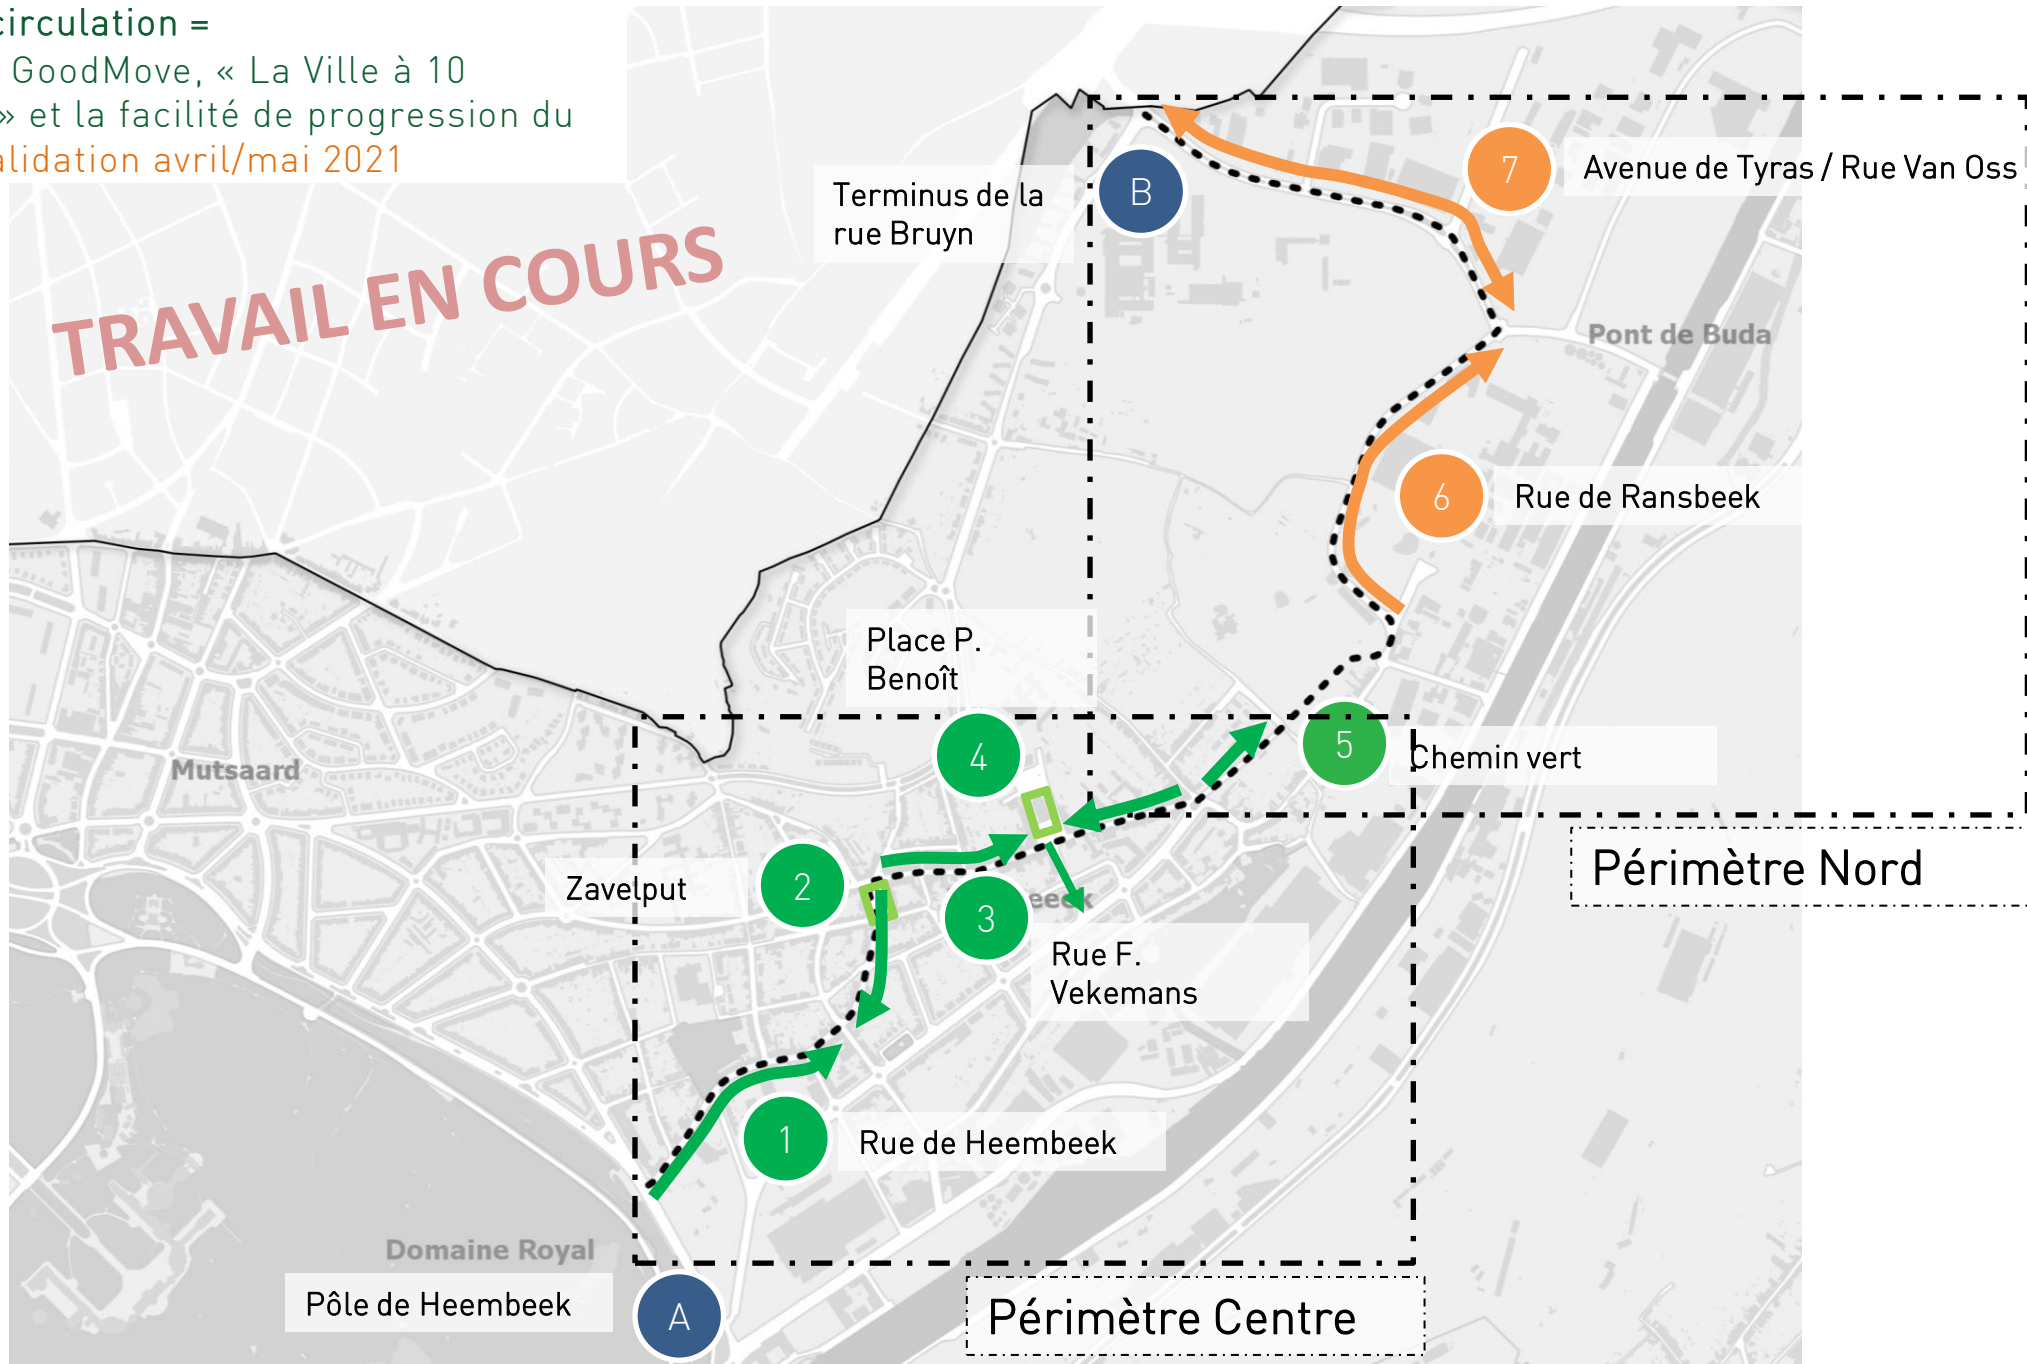 circulation =
GoodMove, « La Ville à 10
» et la facilité de progression du
alidation avril/mai 2021
TRAVAIL EN COURS
Terminus de la
rue Bruyn
B
7
Avenue de Tyras / Rue Van Oss
Pont de Buda
6
Rue de Ransbeek
Place P.
Benoît
4
5
Chemin vert
Mutsaard
Zavelput
2
3
eeck
Périmètre Nord
Rue F.
Vekemans
1
Rue de Heembeek
Domaine Royal
Pôle de Heembeek
A
Périmètre Centre